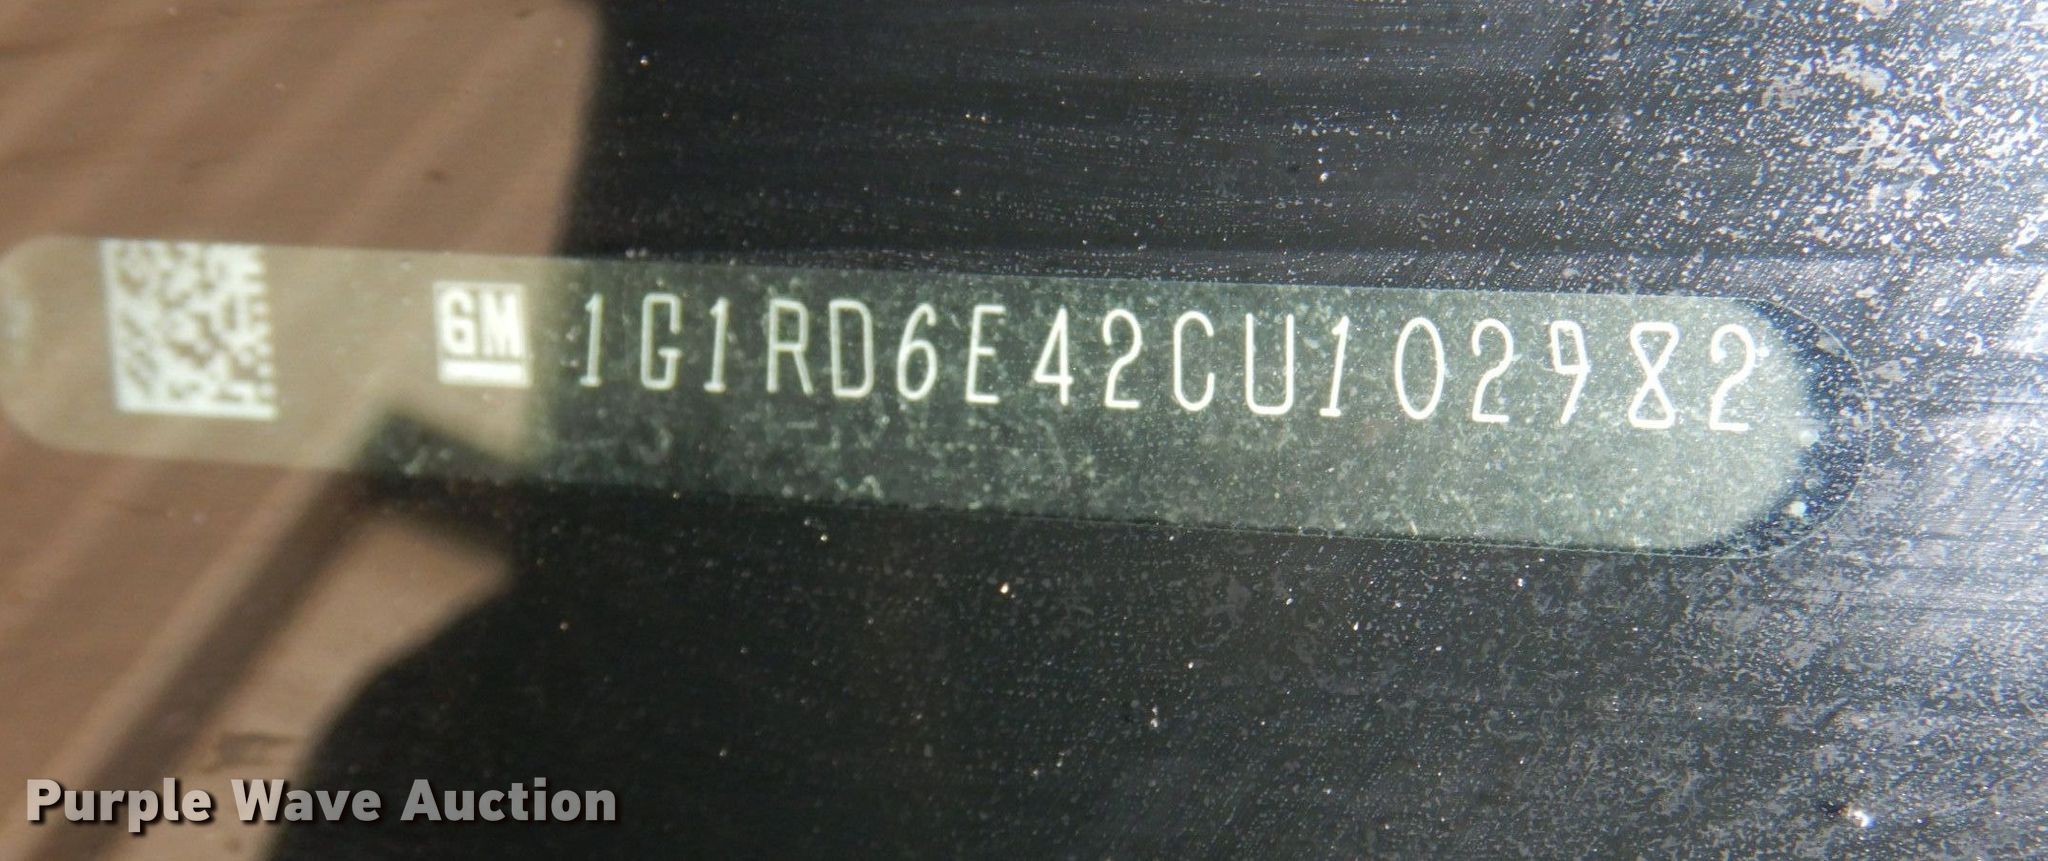 GM 1G1RD6E42CU102982
Purple Wave Auction